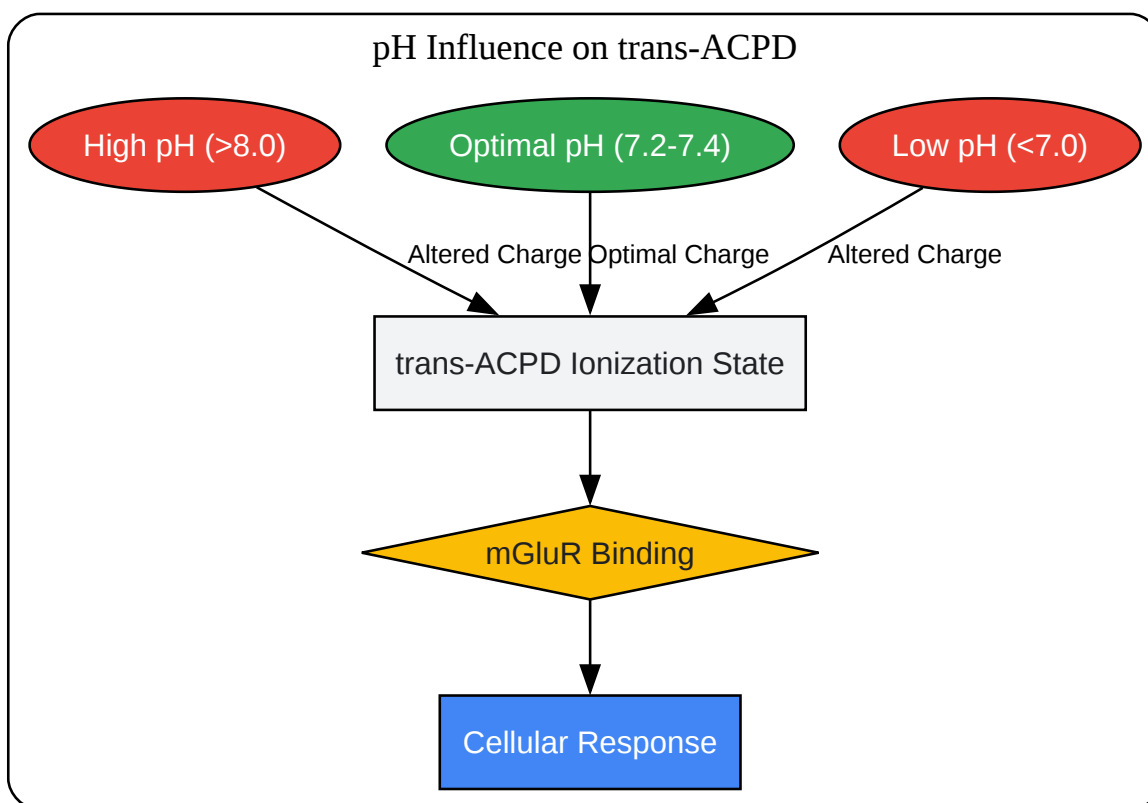 pH Influence on trans-ACPD
High pH (>8.0)
Optimal pH (7.2-7.4)
Low pH (<7.0)
Altered Charge
Optimal Charge
Altered Charge
trans-ACPD Ionization State
mGluR Binding
Cellular Response